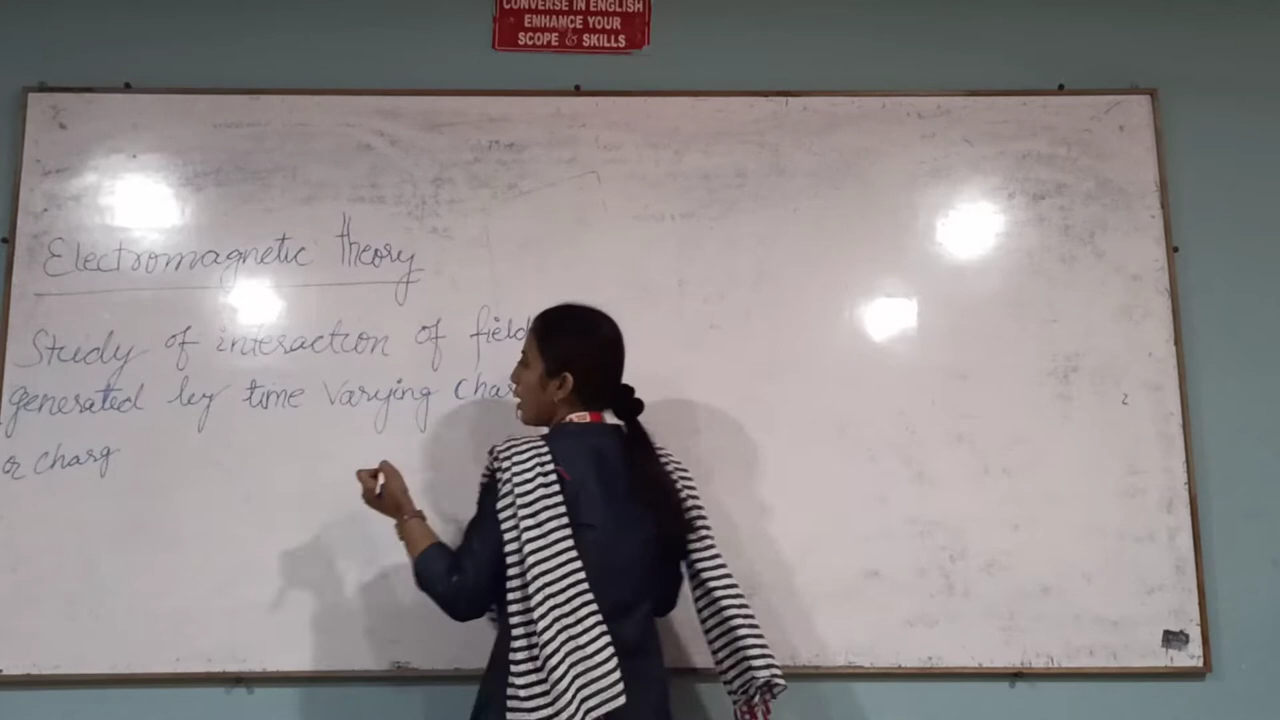 CONVERSE IN ENGLISH
ENHANCE YOUR
SCOPE & SKILLS
Electromagnetic theory
Study of interaction of field
generated by time varying char
or charg